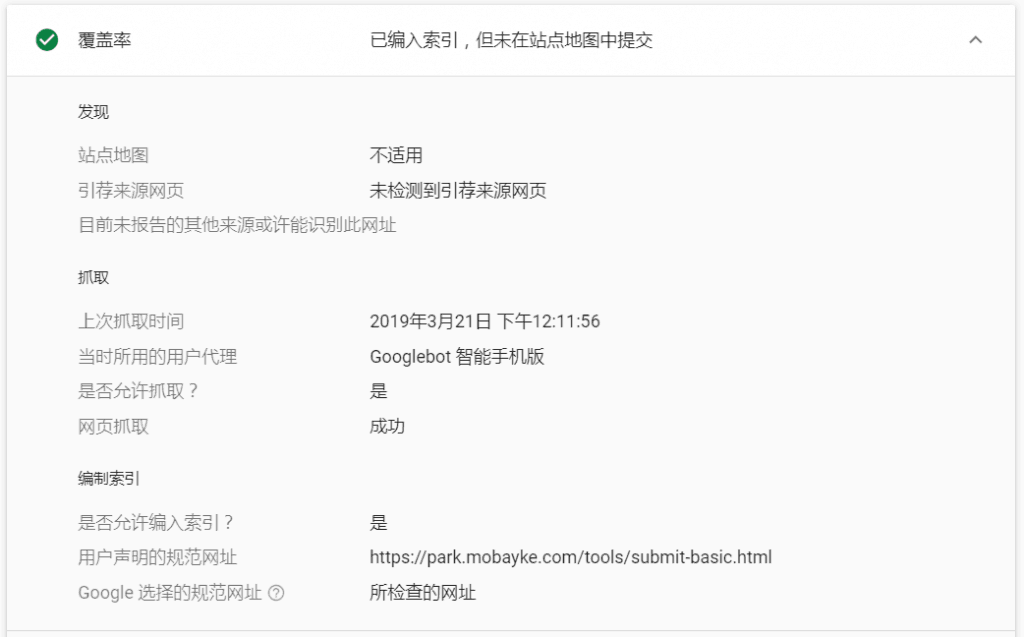 覆盖率 已编入索引，但未在站点地图中提交
发现
站点地图 不适用
引荐来源网页 未检测到引荐来源网页
目前未报告的其他来源或许能识别此网址
抓取
上次抓取时间 2019年3月21日 下午12:11:56
当时所用的用户代理 Googlebot 智能手机版
是否允许抓取？ 是
网页抓取 成功
编制索引
是否允许编入索引？ 是
用户声明的规范网址 https://park.mobayke.com/tools/submit-basic.html
Google 选择的规范网址 所检查的网址